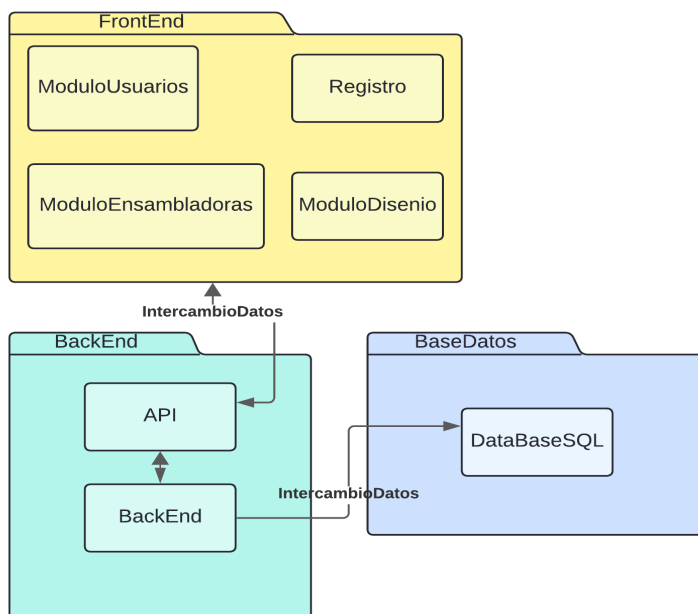 FrontEnd
ModuloUsuarios
Registro
ModuloEnsambladoras
ModuloDisenio
IntercambioDatos
BackEnd
BaseDatos
API
DataBaseSQL
IntercambioDatos
BackEnd